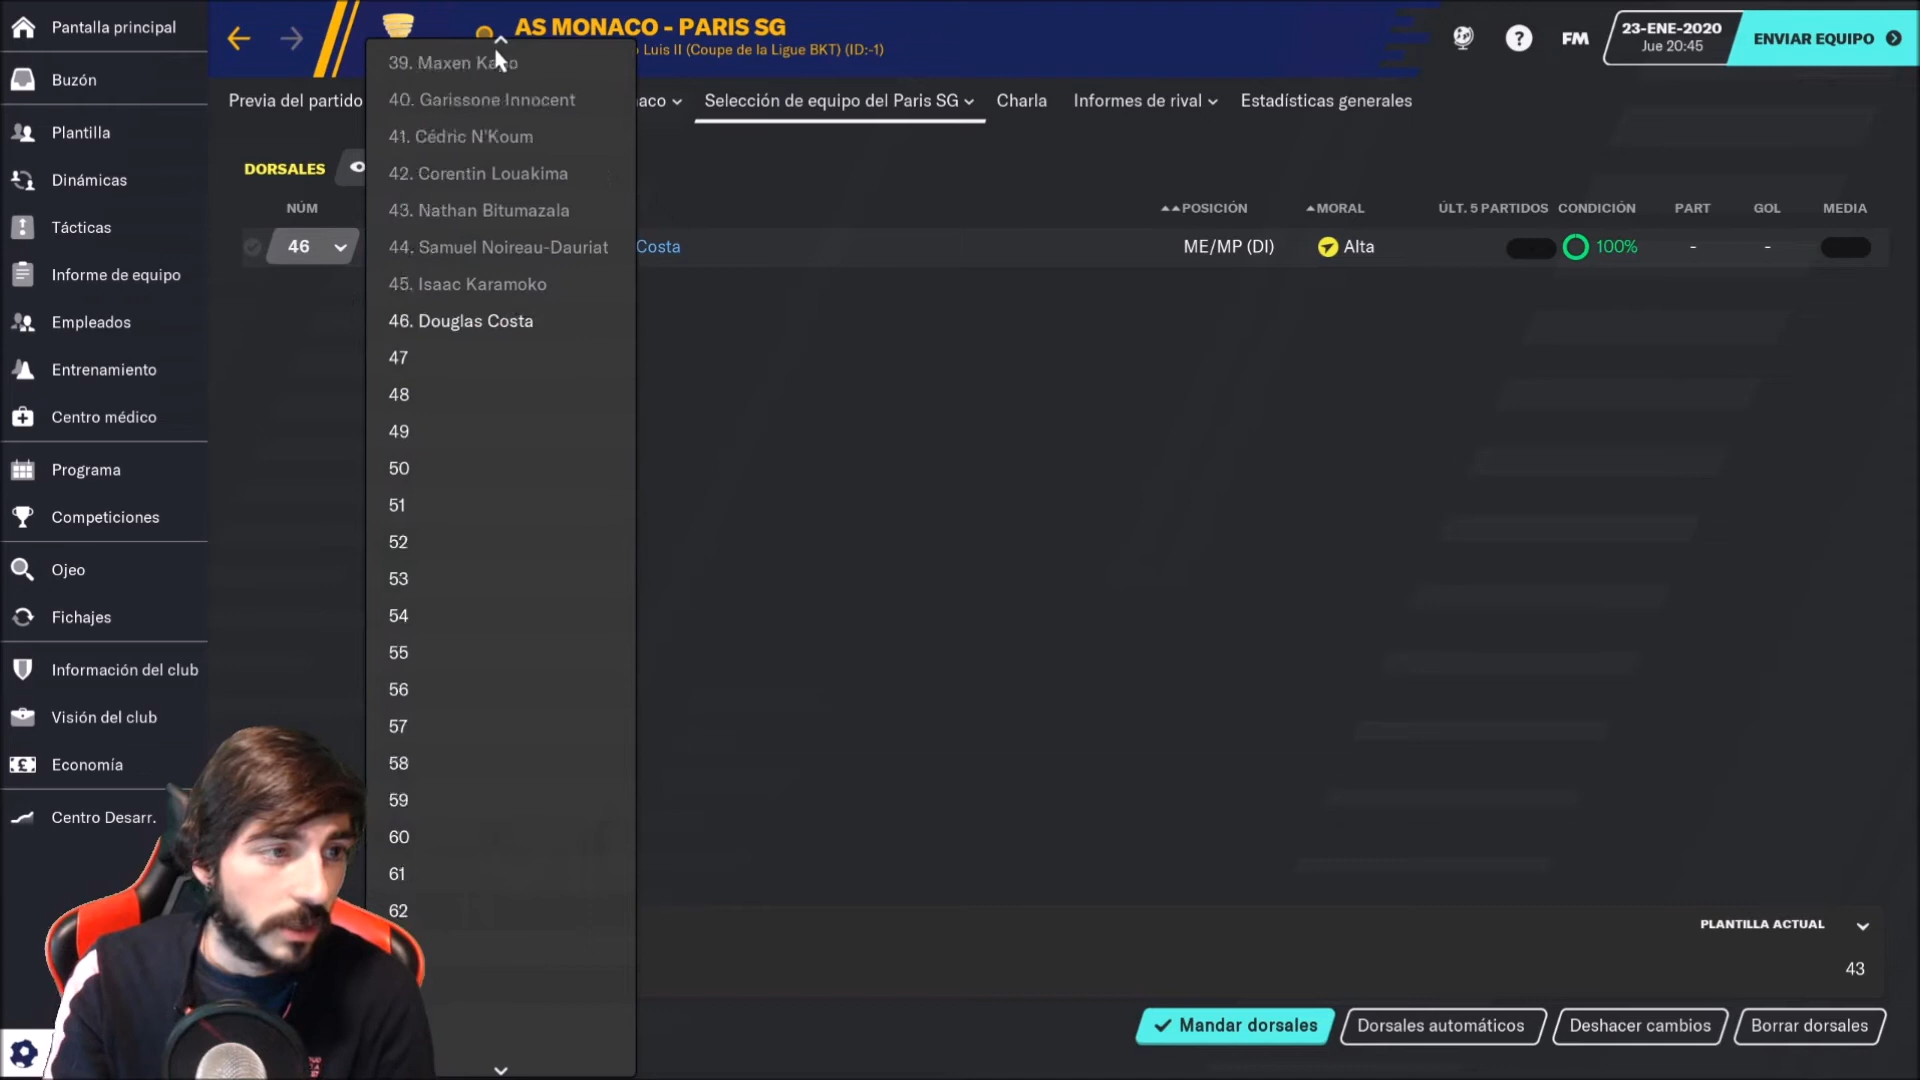 Pantalla principal
Buzón
Plantilla
Dinámicas
Tácticas
Informe de equipo
Empleados
Entrenamiento
Centro médico
Programa
Competiciones
Ojeo
Fichajes
Información del club
Visión del club
Economía
Centro Desarr.
AS MONACO - PARIS SG
Luis II (Coupe de la Ligue BKT) (ID:-1)
FM
23-ENE-2020
Jue 20:45
ENVIAR EQUIPO
Previa del partido
Selección de equipo del Paris SG
Charla
Informes de rival
Estadísticas generales
DORSALES
NÚM
POSICIÓN
MORAL
ÚLT. 5 PARTIDOS
CONDICIÓN
PART
GOL
MEDIA
46
Costa
ME/MP (DI)
Alta
100%
-
-
39. Maxen
40. Garissone Innocent
41. Cédric N'Koum
42. Corentin Louakima
43. Nathan Bitumazala
44. Samuel Noireau-Dauriat
45. Isaac Karamoko
46. Douglas Costa
47
48
49
50
51
52
53
54
55
56
57
58
59
60
61
62
PLANTILLA ACTUAL
43
Mandar dorsales
Dorsales automáticos
Deshacer cambios
Borrar dorsales